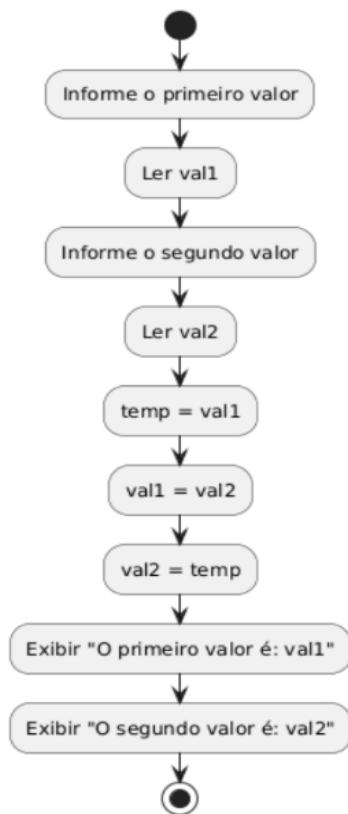 Informe o primeiro valor
Ler val1
Informe o segundo valor
Ler val2
temp = val1
val1 = val2
val2 = temp
Exibir "O primeiro valor é: val1"
Exibir "O segundo valor é: val2"